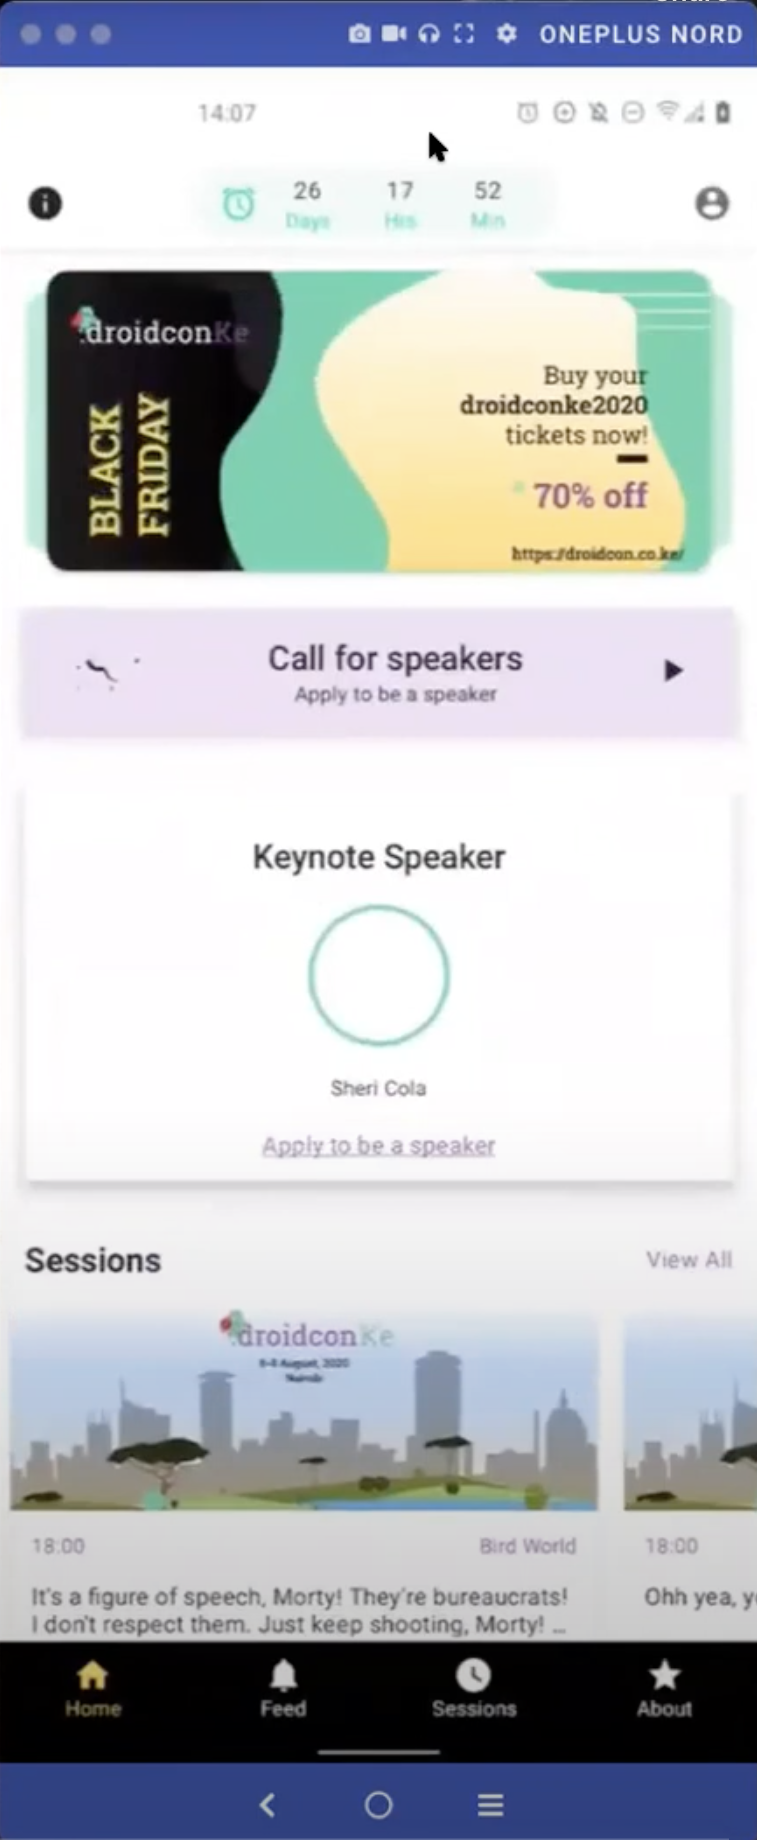 ONEPLUS NORD
14:07
26 17 52
Days Hrs Min
droidconKe
BLACK
FRIDAY
Buy your
droidconke2020
tickets now!
70% off
https://droidcon.co.ke/
Call for speakers
Apply to be a speaker
Keynote Speaker
Sheri Cola
Apply to be a speaker
Sessions View All
droidconKe
6-8 August, 2020
Nairobi
18:00 Bird World 18:00
It's a figure of speech, Morty! They're bureaucrats! Ohh yea, y
I don't respect them. Just keep shooting, Morty! ...
Home Feed Sessions About